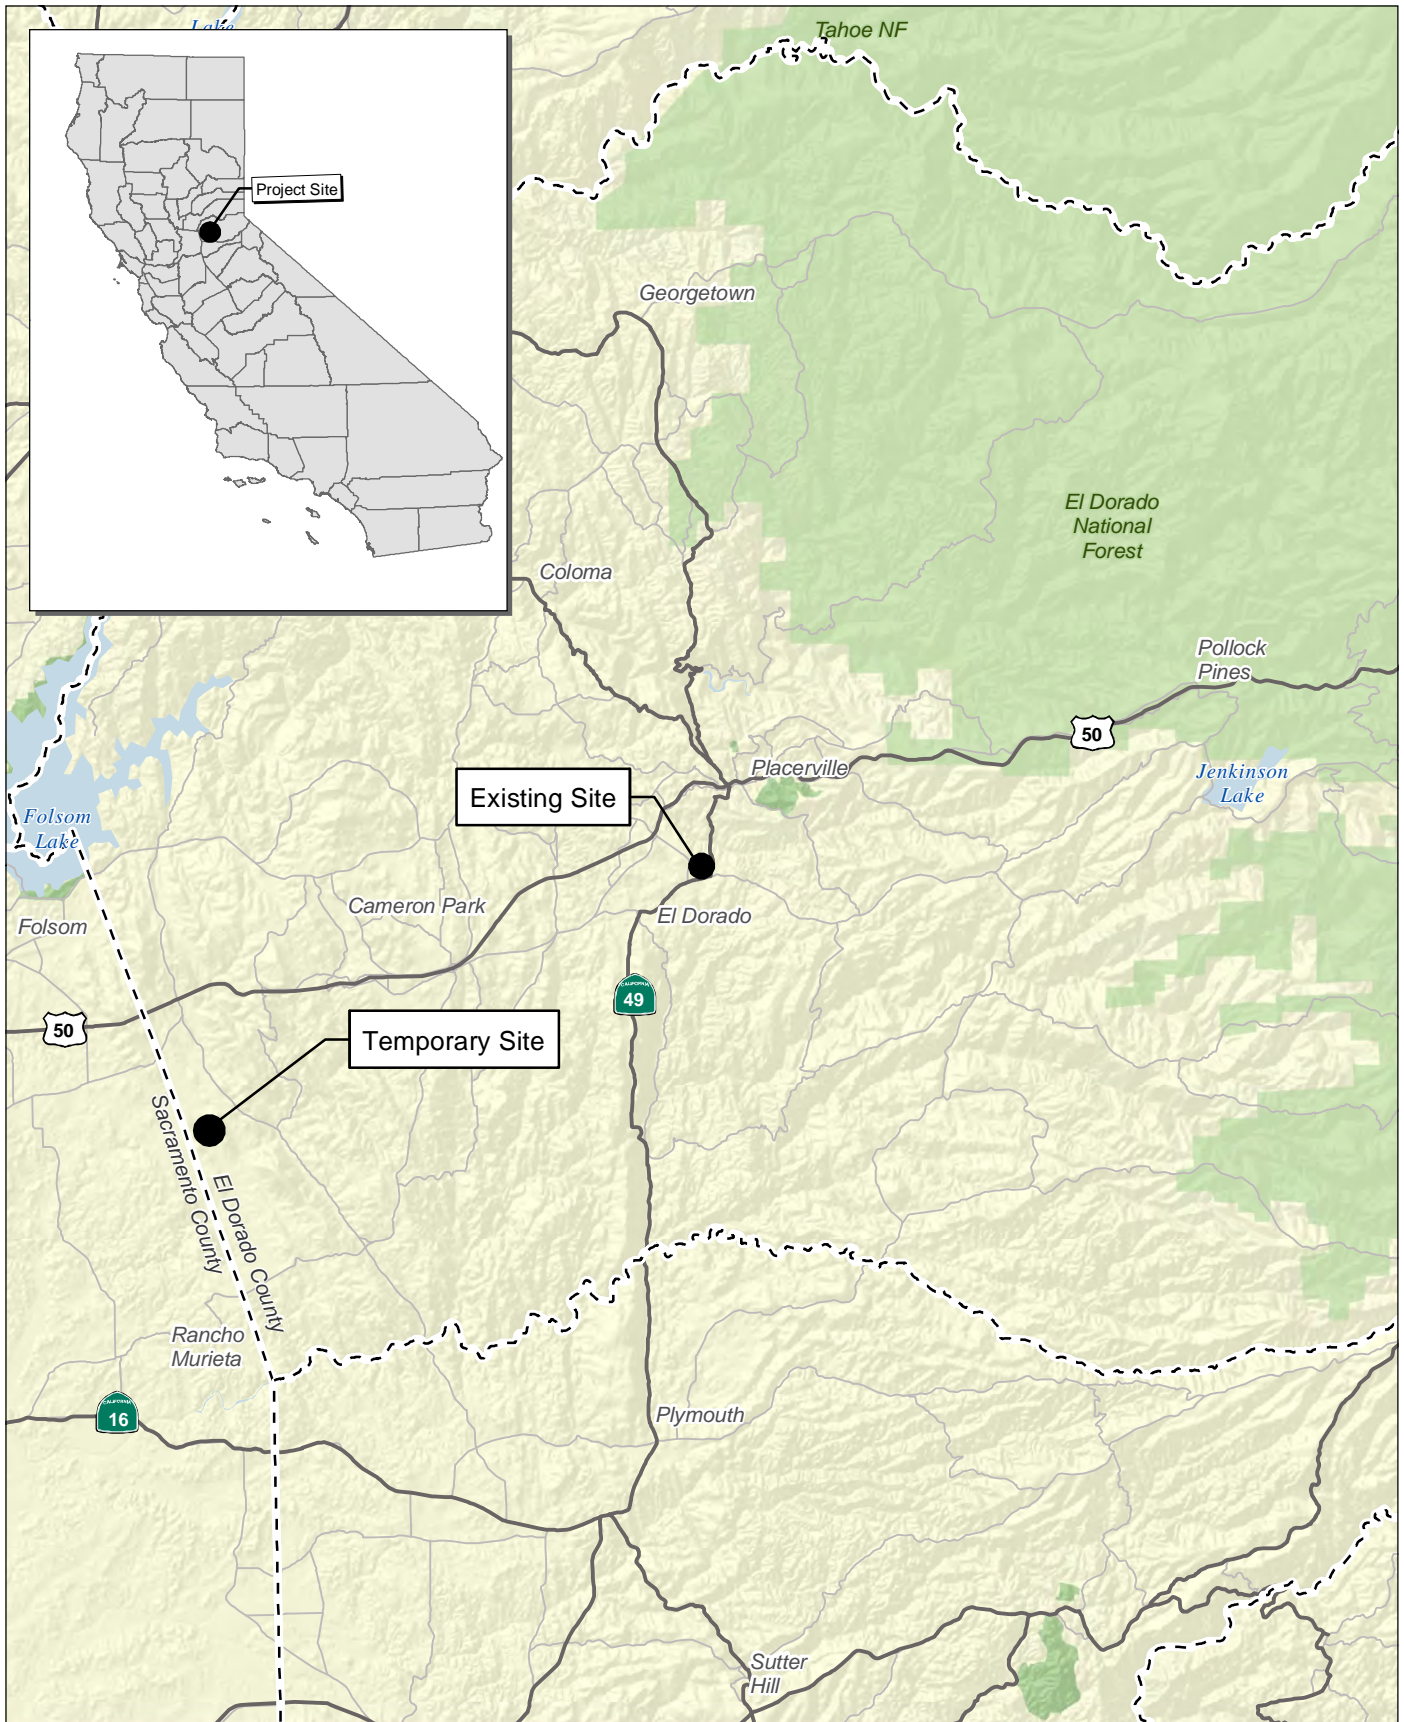 Lake
Tahoe NF
Project Site
Georgetown
El Dorado
National
Forest
Coloma
Pollock
Pines
50
Placerville
Jenkinson
Lake
Existing Site
Folsom
Lake
Cameron Park
El Dorado
Folsom
CALIFORNIA
49
50
Temporary Site
Sacramento County
El Dorado County
Rancho
Murieta
CALIFORNIA
16
Plymouth
Sutter
Hill